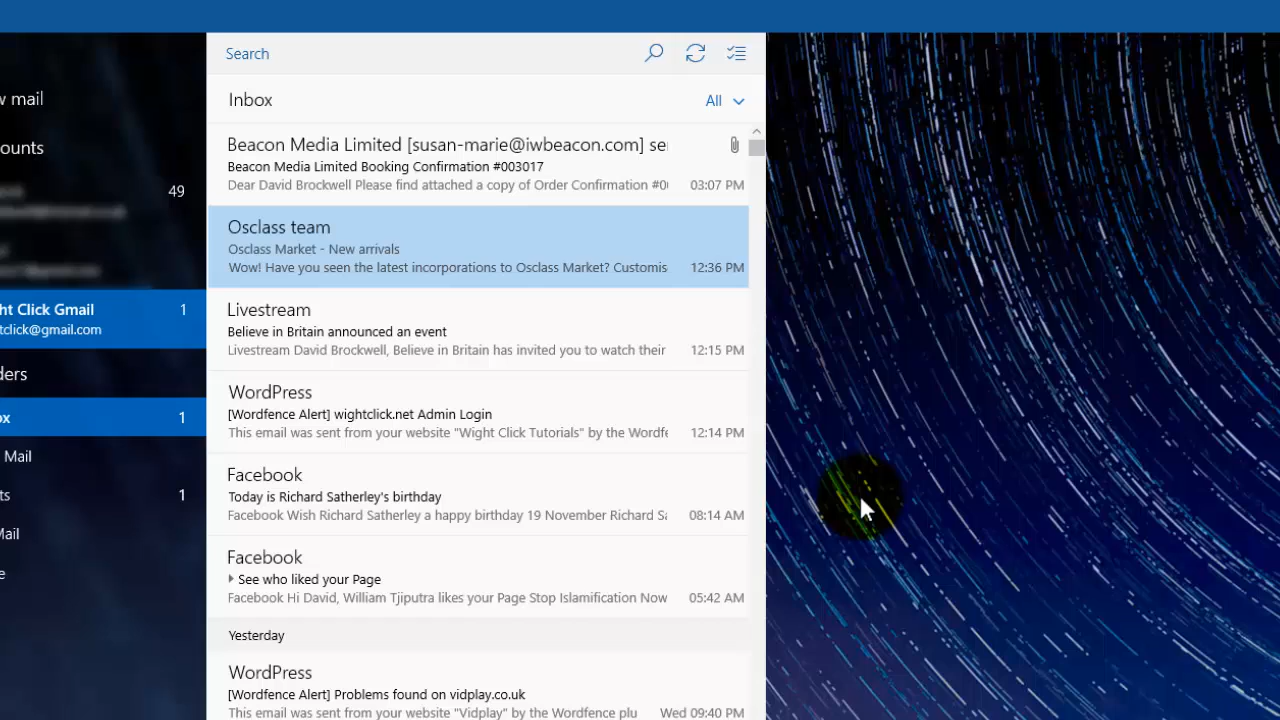 w mail
ounts
49
ht Click Gmail 1
tclick@gmail.com
ders
ox 1
Mail
ts 1
Mail
e
Search
Inbox
All
Beacon Media Limited [susan-marie@iwbeacon.com] se
Beacon Media Limited Booking Confirmation #003017
Dear David Brockwell Please find attached a copy of Order Confirmation #0 03:07 PM
Osclass team
Osclass Market - New arrivals
Wow! Have you seen the latest incorporations to Osclass Market? Customis 12:36 PM
Livestream
Believe in Britain announced an event
Livestream David Brockwell, Believe in Britain has invited you to watch their 12:15 PM
WordPress
[Wordfence Alert] wightclick.net Admin Login
This email was sent from your website "Wight Click Tutorials" by the Wordfe 12:14 PM
Facebook
Today is Richard Satherley's birthday
Facebook Wish Richard Satherley a happy birthday 19 November Richard Sa 08:14 AM
Facebook
See who liked your Page
Facebook Hi David, William Tjiputra likes your Page Stop Islamification Now 05:42 AM
Yesterday
WordPress
[Wordfence Alert] Problems found on vidplay.co.uk
This email was sent from your website "Vidplay" by the Wordfence plu Wed 09:40 PM